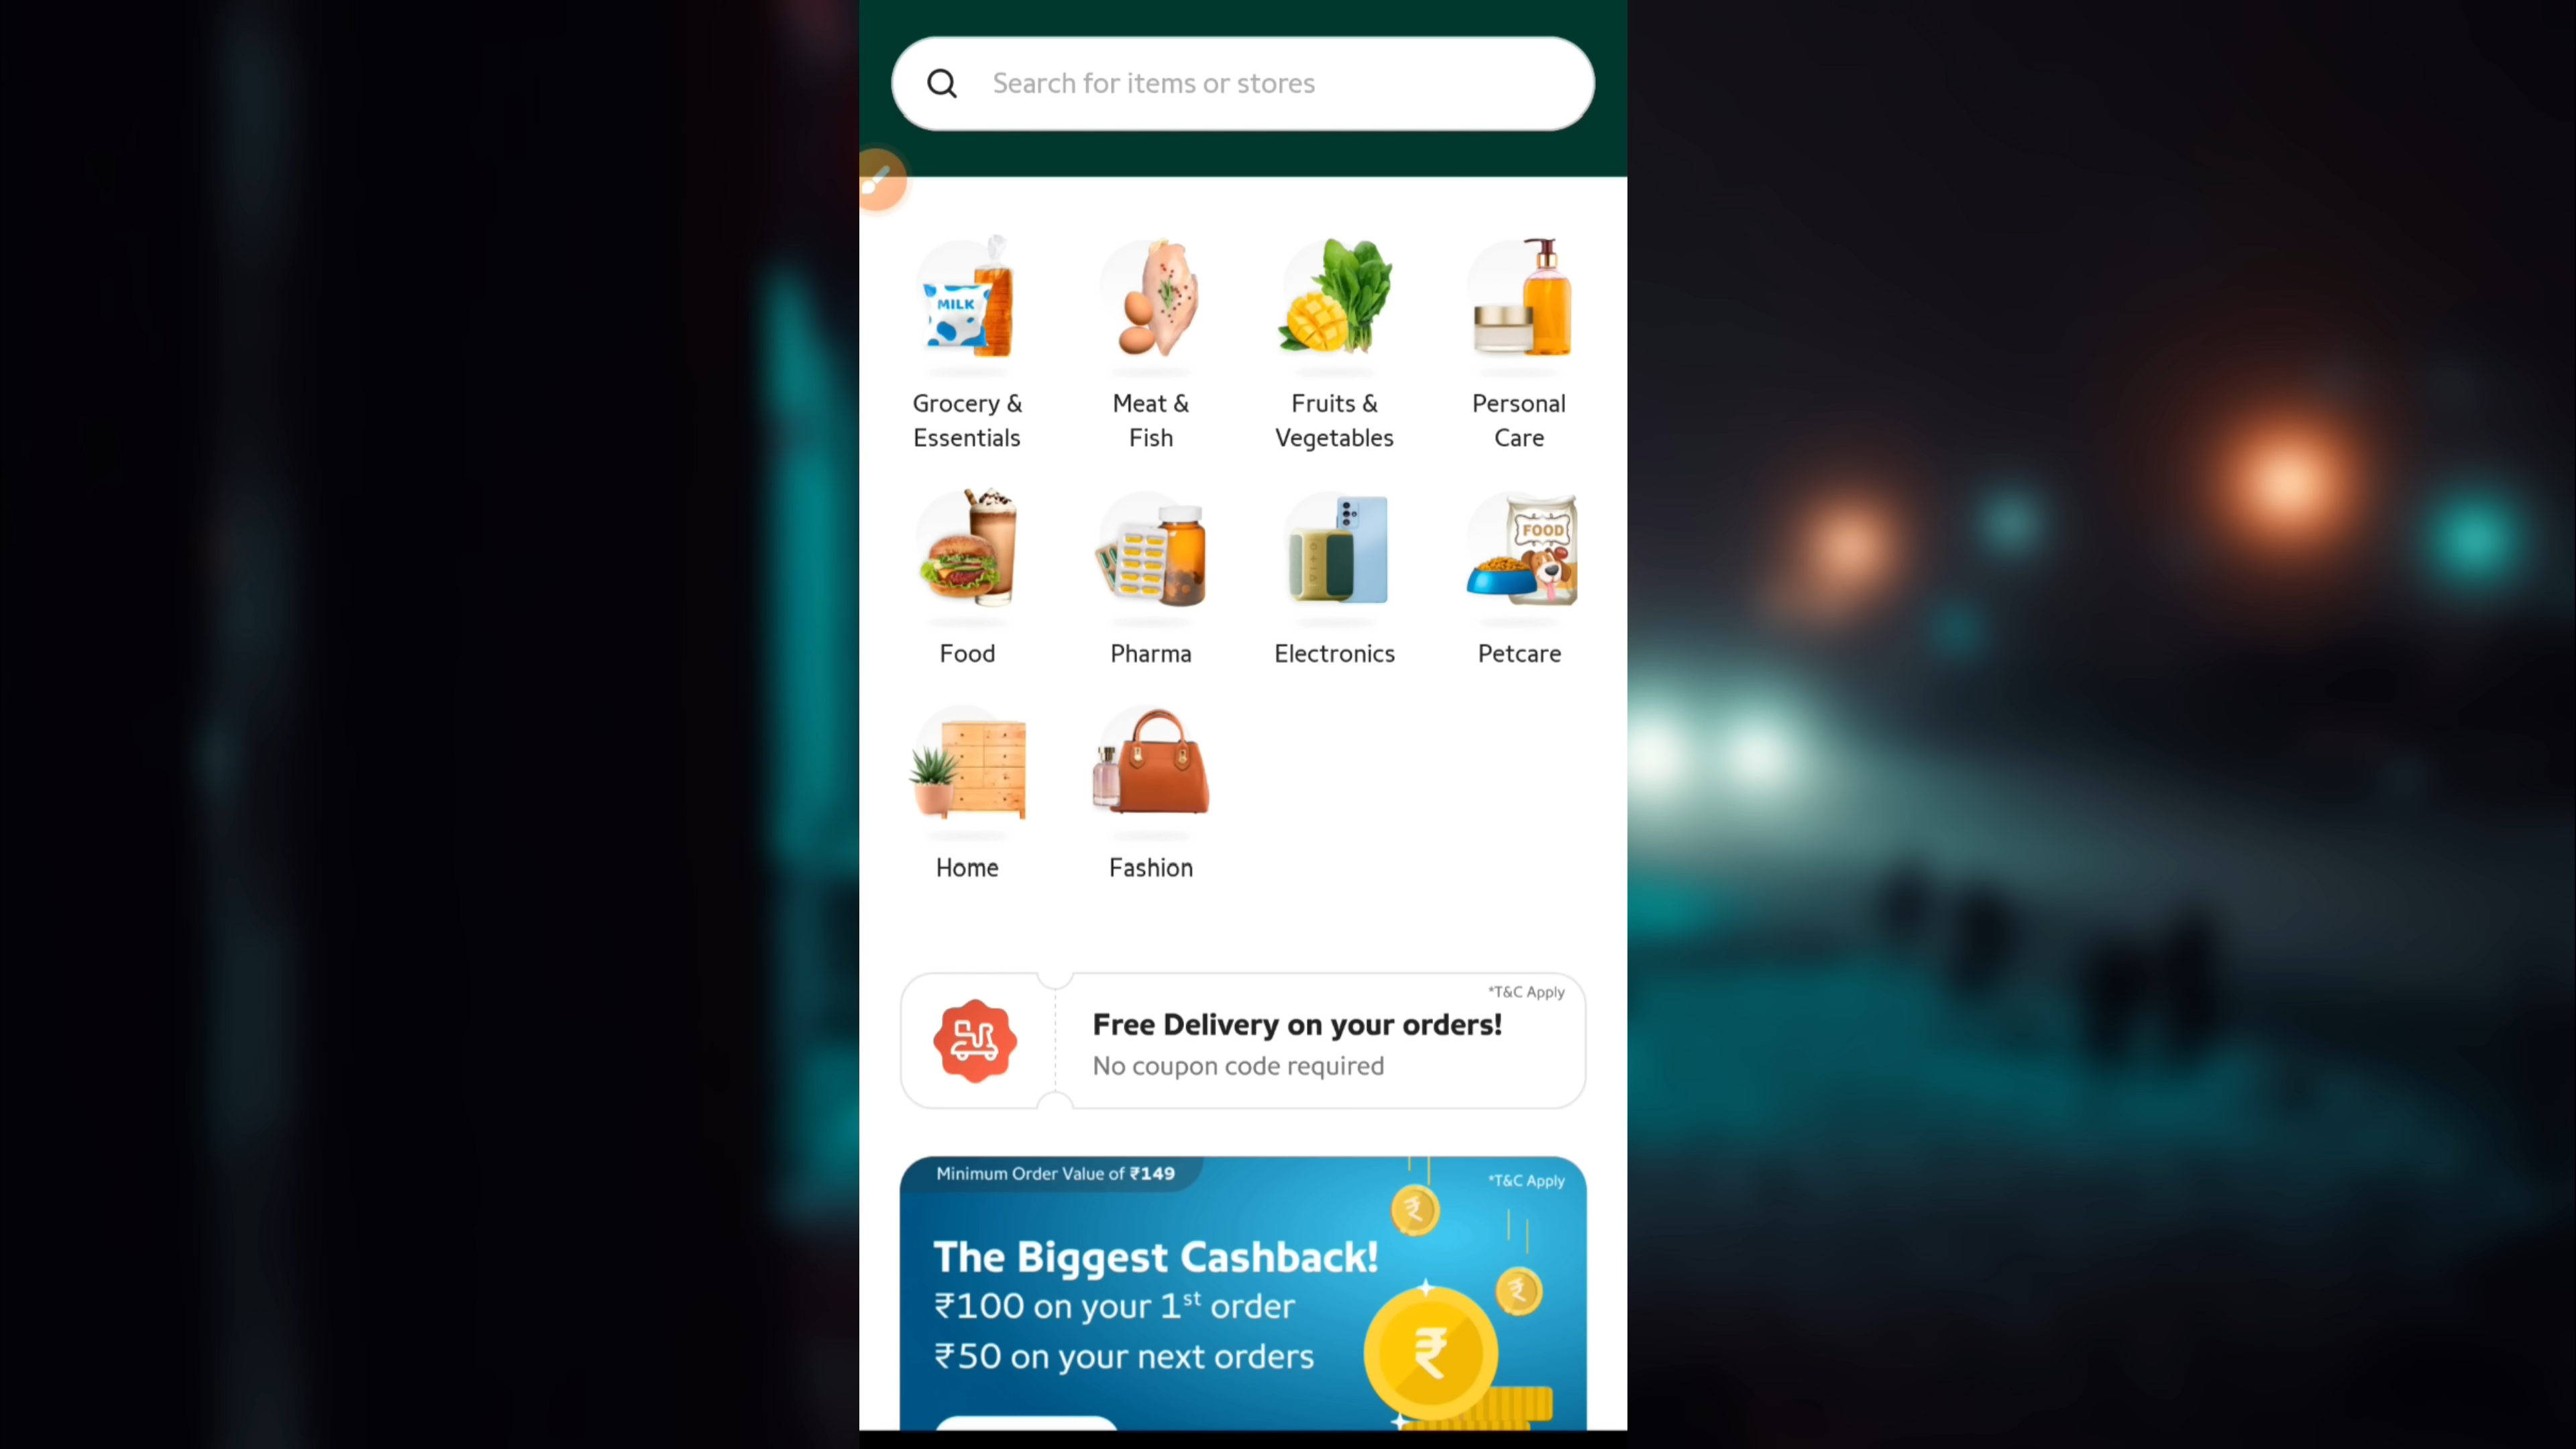 Search for items or stores
MILK
Grocery &
Essentials
Meat &
Fish
Fruits &
Vegetables
Personal
Care
FOOD
Food
Pharma
Electronics
Petcare
Home
Fashion
*T&C Apply
Free Delivery on your orders!
No coupon code required
Minimum Order Value of ₹149
*T&C Apply
The Biggest Cashback!
₹100 on your 1st order
₹50 on your next orders
₹
₹
₹